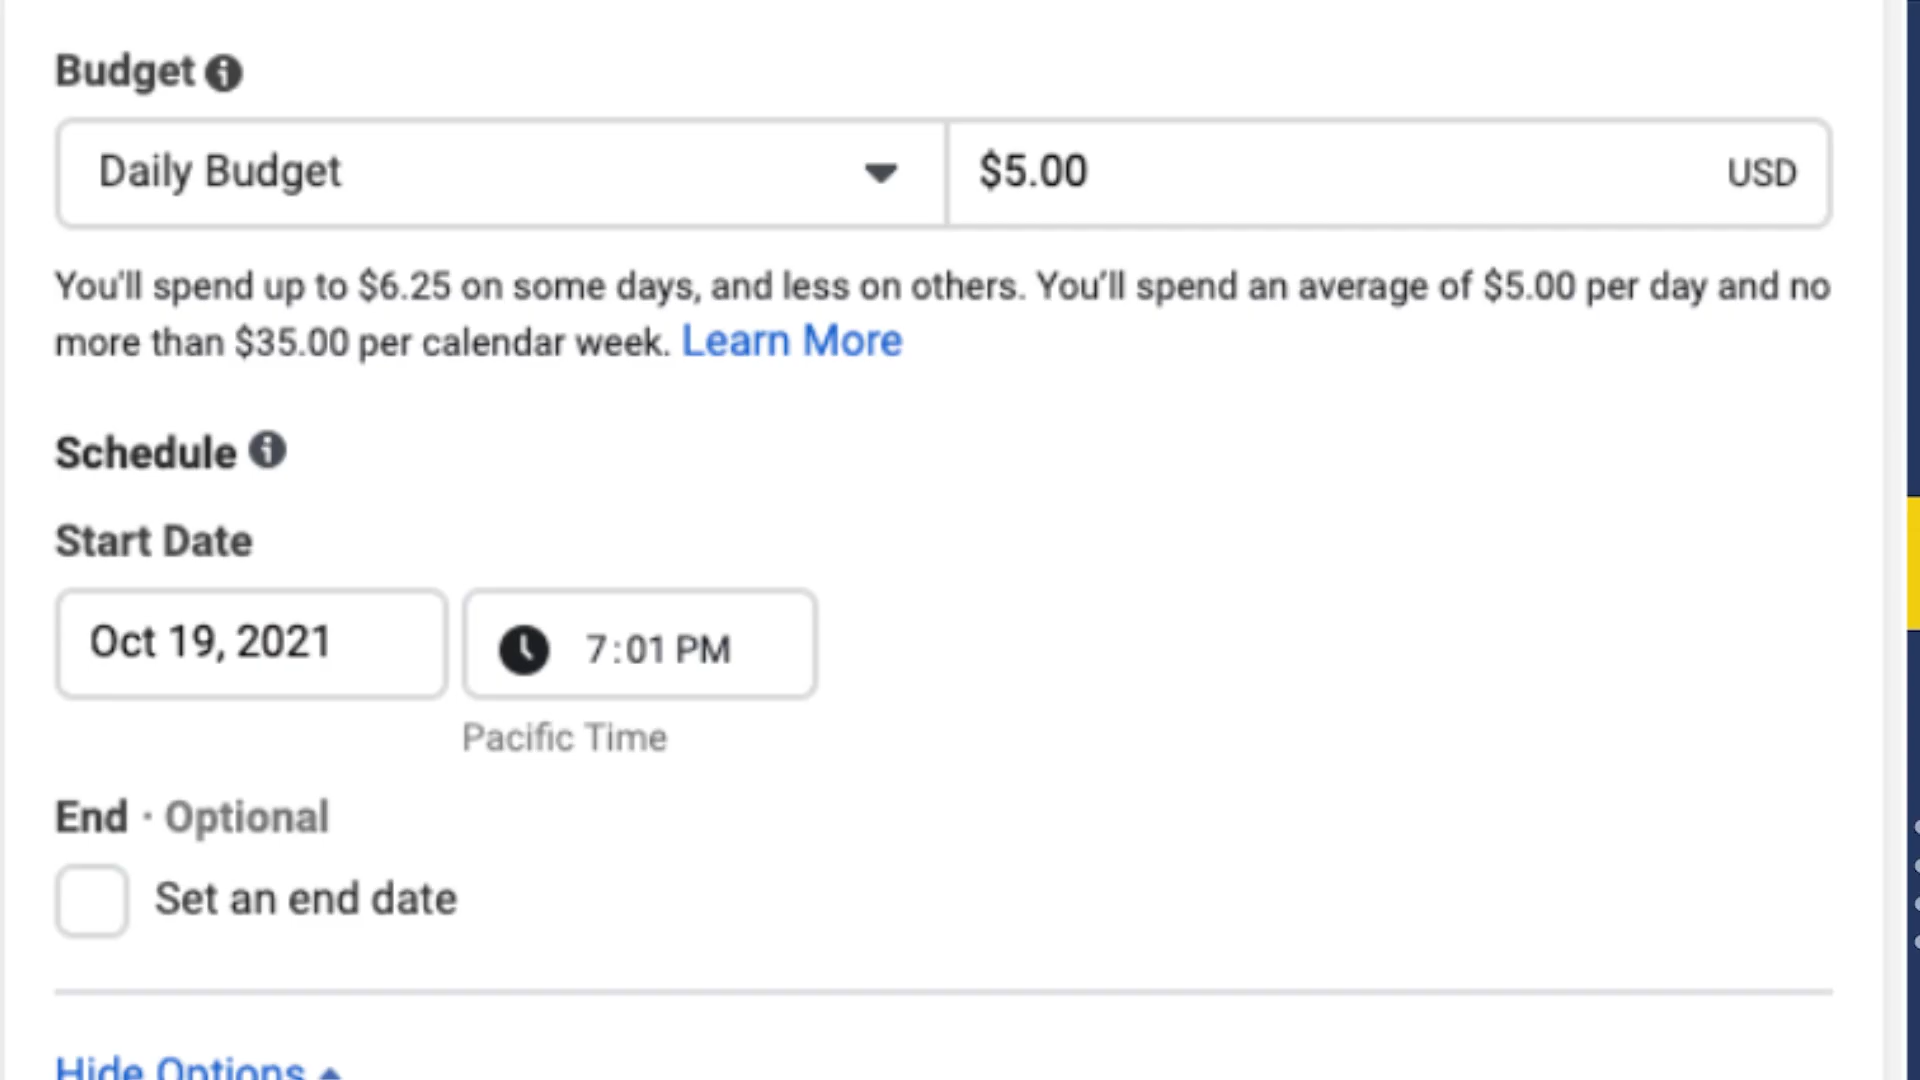 Budget
Daily Budget
$5.00 USD
You'll spend up to $6.25 on some days, and less on others. You'll spend an average of $5.00 per day and no
more than $35.00 per calendar week. Learn More
Schedule
Start Date
Oct 19, 2021 7:01 PM
Pacific Time
End · Optional
Set an end date
Hide Options